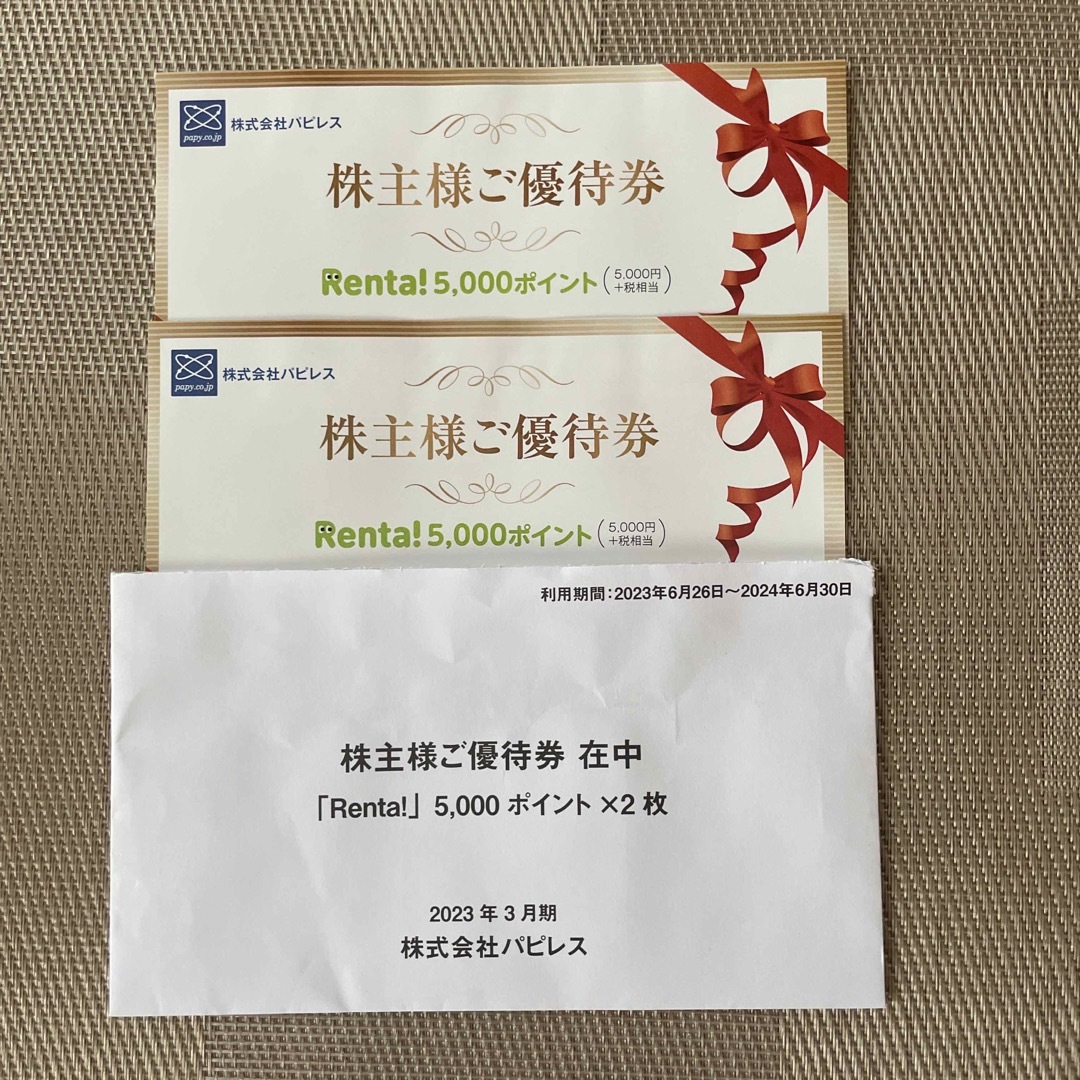 papy.co.jp
株式会社パピレス
株主様ご優待券
Renta! 5,000ポイント (5,000円
+税相当)
papy.co.jp
株式会社パピレス
株主様ご優待券
Renta! 5,000ポイント (5,000円
+税相当)
利用期間:2023年6月26日～2024年6月30日
株主様ご優待券 在中
「Renta!」 5,000 ポイント ×2 枚
2023 年 3 月期
株式会社パピレス